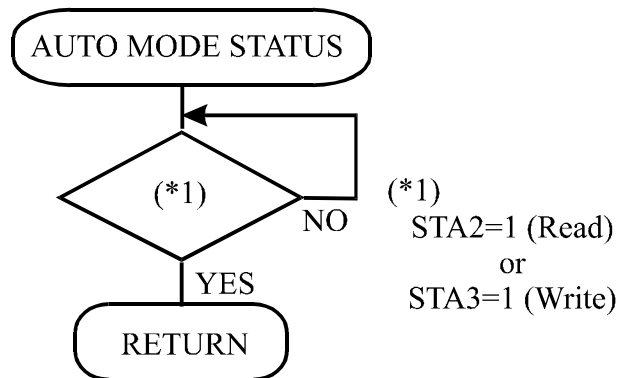 AUTO MODE STATUS
(*1)
NO
YES
RETURN
(*1)
STA2=1 (Read)
or
STA3=1 (Write)